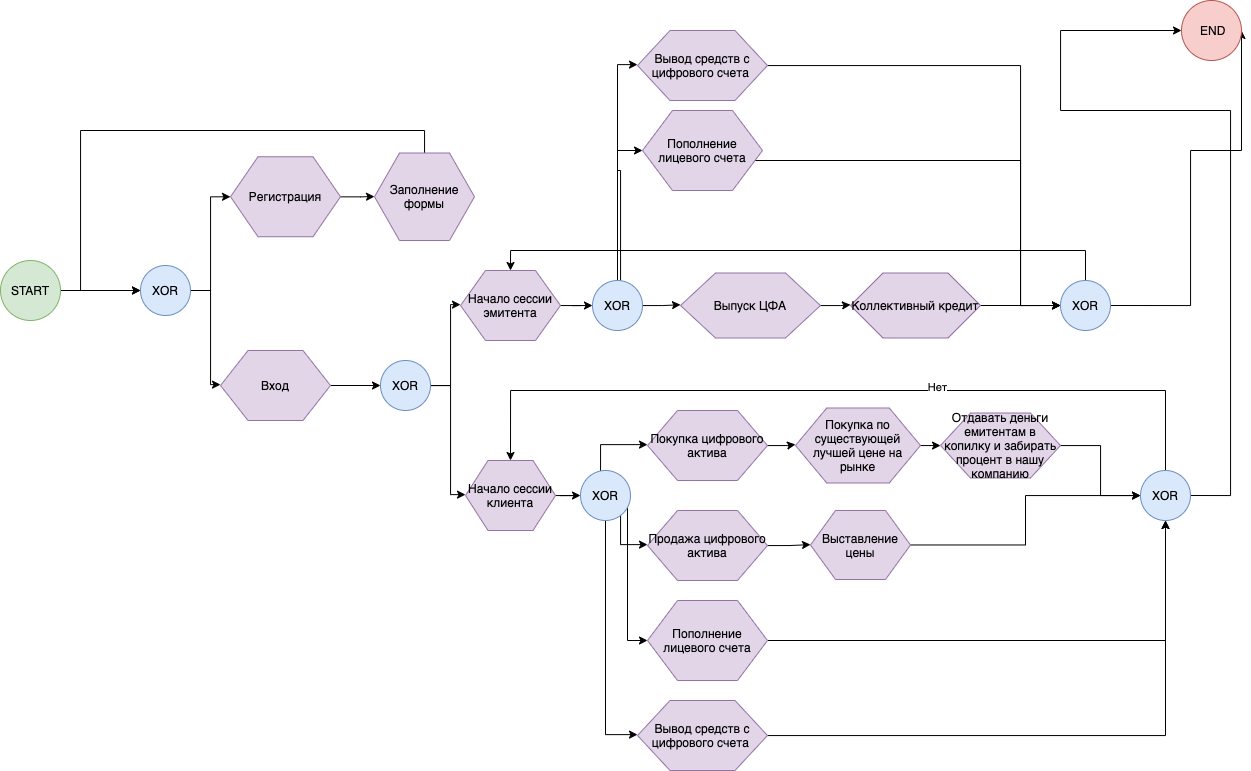 END
Вывод средств с
цифрового счета
Пополнение
лицевого счета
Регистрация
Заполнение
формы
START
XOR
Начало сессии
эмитента
XOR
Выпуск ЦФА
Коллективный кредит
XOR
Вход
XOR
Нет
Начало сессии
клиента
XOR
Покупка цифрового
актива
Покупка по
существующей
лучшей цене на
рынке
Отдавать деньги
емитентам в
копилку и забирать
процент в нашу
компанию
XOR
Продажа цифрового
актива
Выставление
цены
Пополнение
лицевого счета
Вывод средств с
цифрового счета